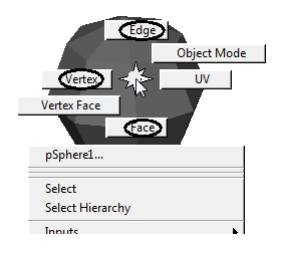 Edge
Object Mode
Vertex
UV
Vertex Face
Face
pSphere1...
Select
Select Hierarchy
Inputs